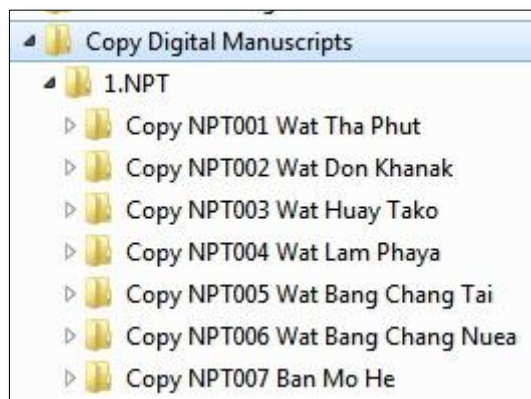 Copy Digital Manuscripts
1.NPT
Copy NPT001 Wat Tha Phut
Copy NPT002 Wat Don Khanak
Copy NPT003 Wat Huay Tako
Copy NPT004 Wat Lam Phaya
Copy NPT005 Wat Bang Chang Tai
Copy NPT006 Wat Bang Chang Nuea
Copy NPT007 Ban Mo He